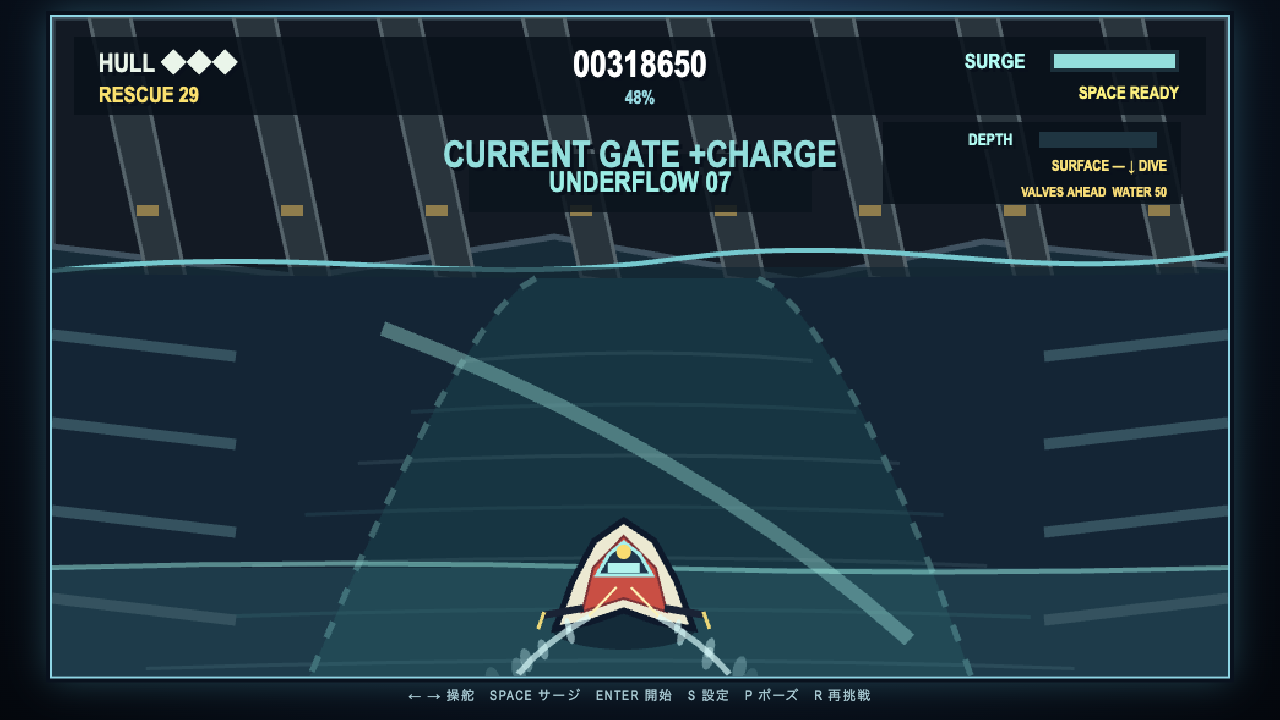 HULL
RESCUE 29
00318650
48%
SURGE
SPACE READY
CURRENT GATE +CHARGE
UNDERFLOW 07
DEPTH
SURFACE — ↓ DIVE
VALVES AHEAD WATER 50
← → 操舵 SPACE サージ ENTER 開始 S 設定 P ポーズ R 再挑戦